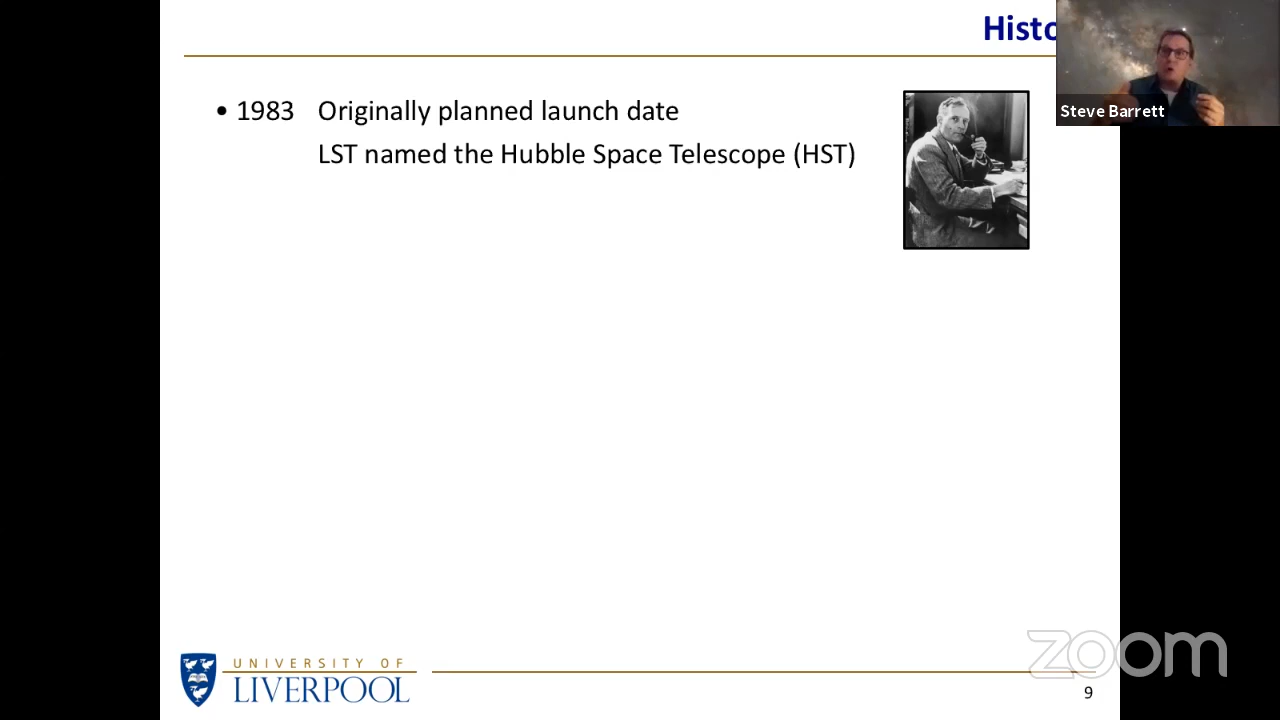 Histo
Steve Barrett
• 1983 Originally planned launch date
LST named the Hubble Space Telescope (HST)
UNIVERSITY OF
LIVERPOOL
zoom
9